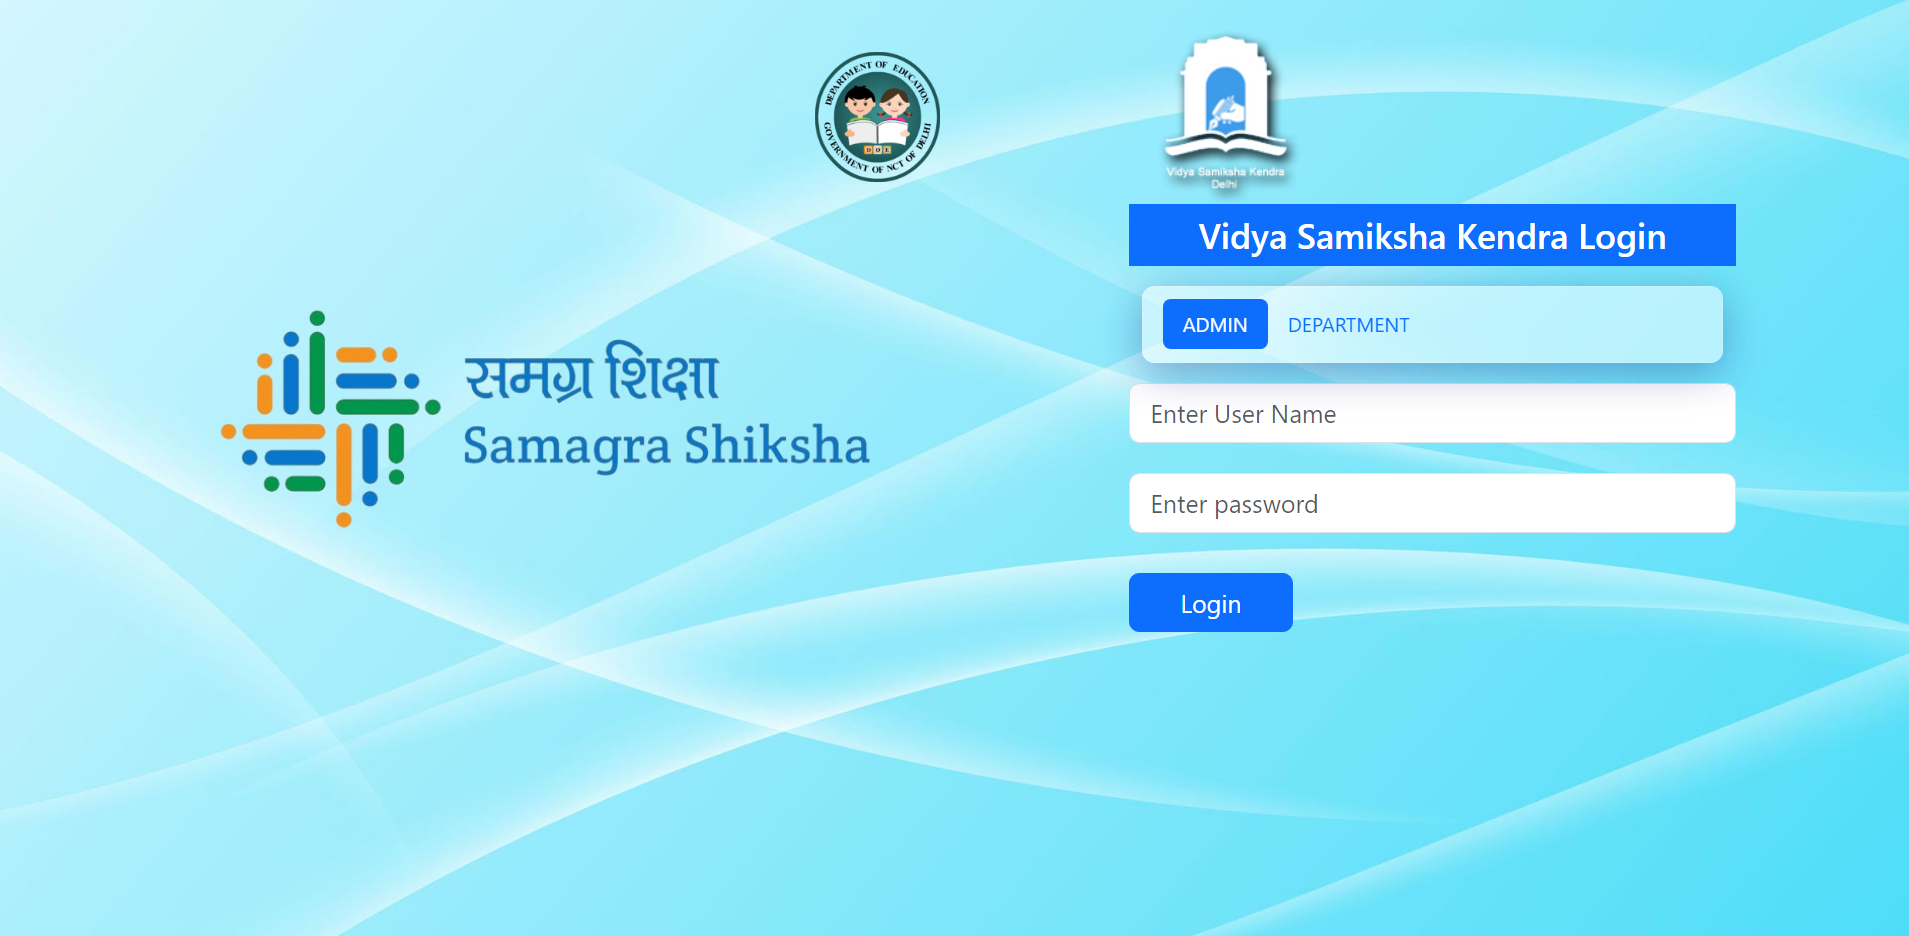 DEPARTMENT OF EDUCATION
GOVERNMENT OF NCT OF DELHI
DOE
Vidya Samiksha Kendra
Delhi
Vidya Samiksha Kendra Login
ADMIN DEPARTMENT
समग्र शिक्षा
Samagra Shiksha
Enter User Name
Enter password
Login